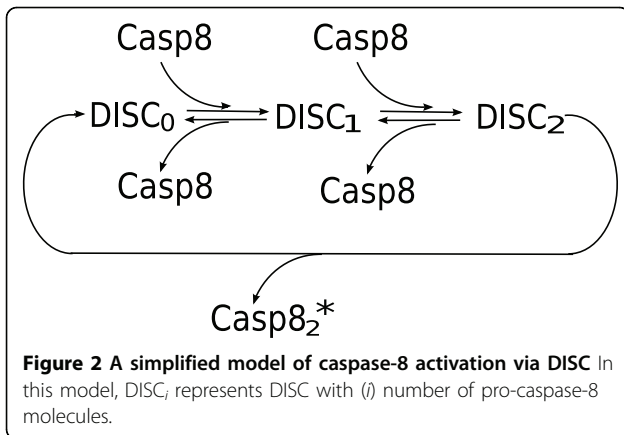 Casp8 Casp8
DISC₀ DISC₁ DISC₂
Casp8 Casp8
Casp8₂*
Figure 2 A simplified model of caspase-8 activation via DISC In
this model, DISCᵢ represents DISC with (i) number of pro-caspase-8
molecules.